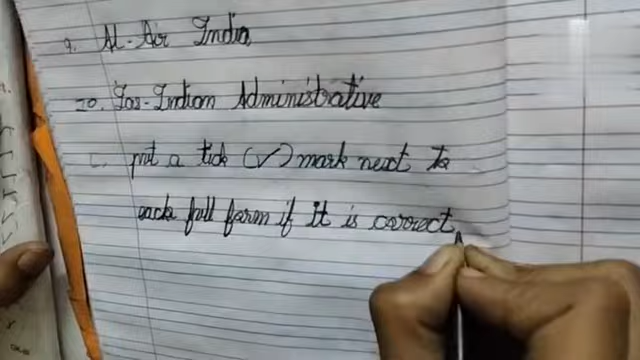 9. AI-Air India
10. Ias-Indian Administrative
C. put a tick (✓) mark next to
each full form if It is correct.